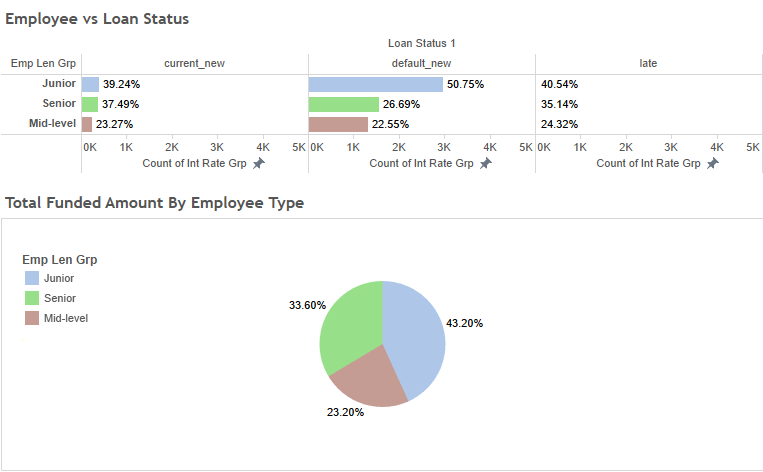 Employee vs Loan Status
Loan Status 1
Emp Len Grp current_new default_new late
Junior 39.24% 50.75% 40.54%
Senior 37.49% 26.69% 35.14%
Mid-level 23.27% 22.55% 24.32%
0K 1K 2K 3K 4K 5K 0K 1K 2K 3K 4K 5K 0K 1K 2K 3K 4K 5K
Count of Int Rate Grp Count of Int Rate Grp Count of Int Rate Grp
Total Funded Amount By Employee Type
Emp Len Grp
Junior
Senior
Mid-level
33.60%
43.20%
23.20%